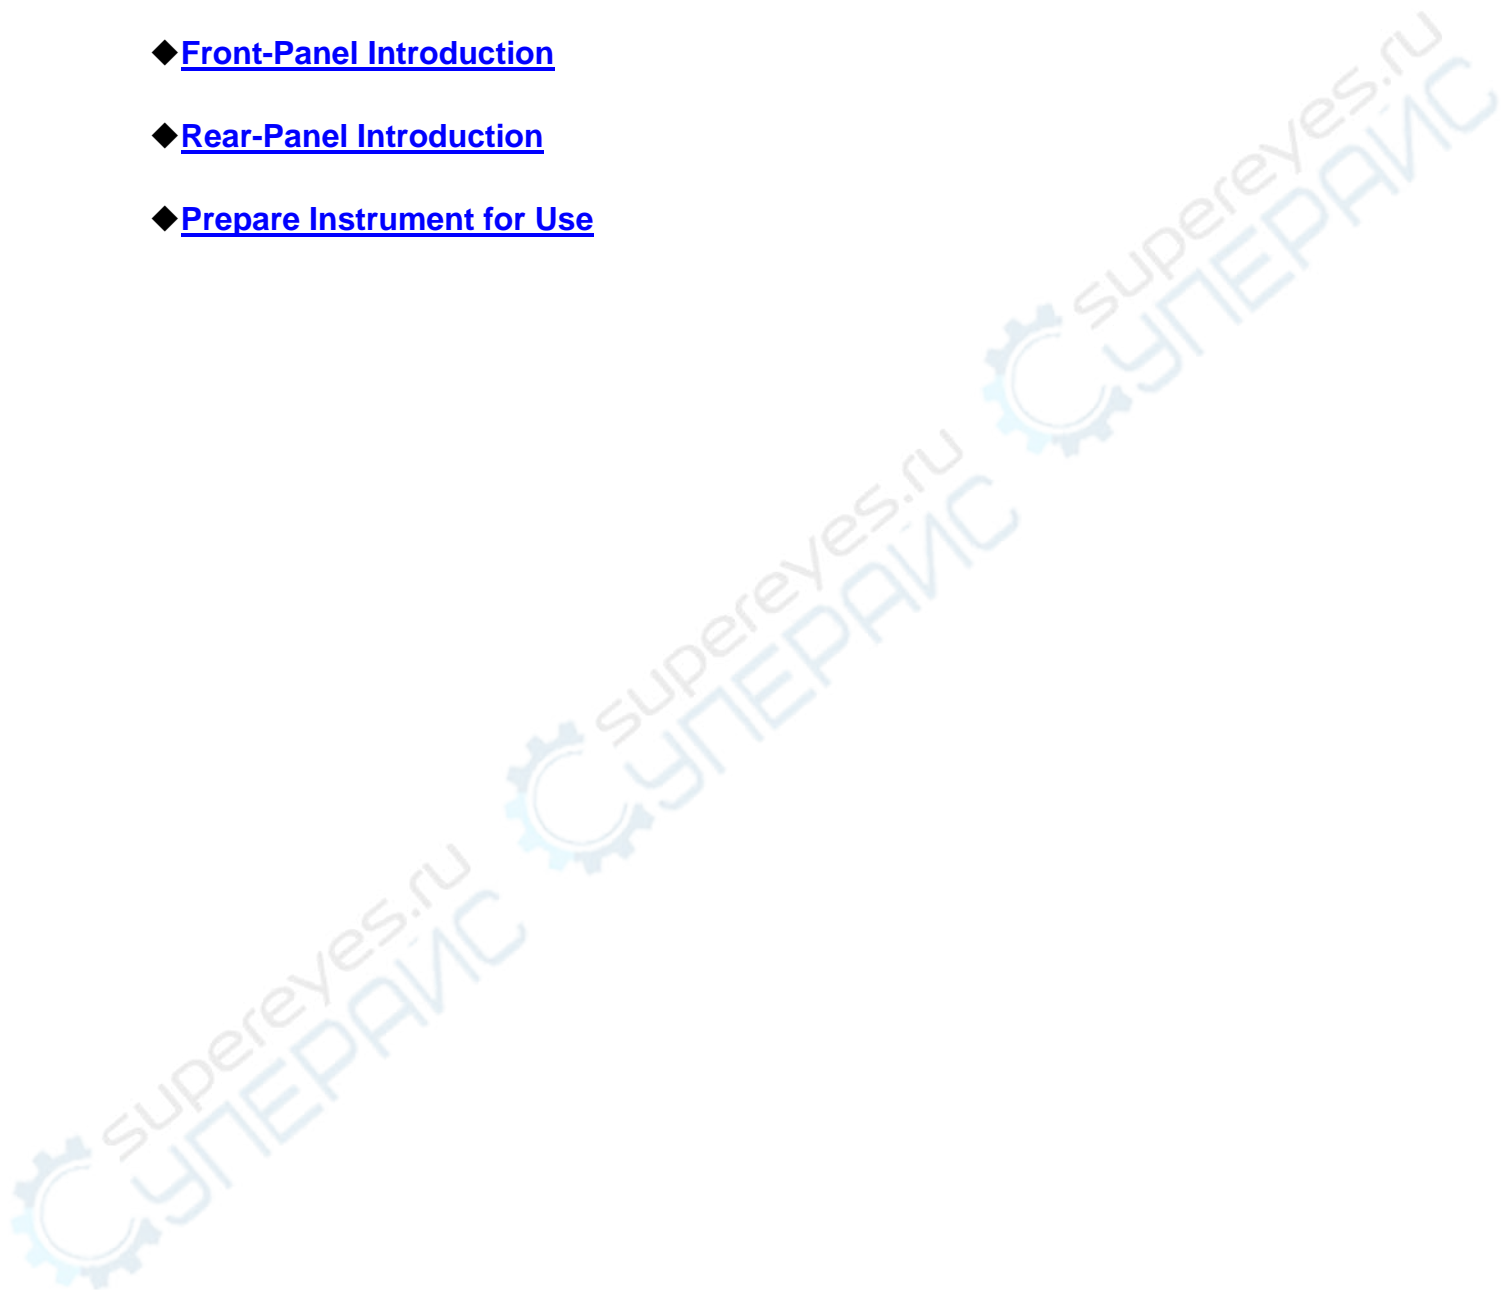 ◆Front-Panel Introduction
◆Rear-Panel Introduction
◆Prepare Instrument for Use
supereyes.ru
СУПЕРАЙС
supereyes.ru
СУПЕРАЙС
supereyes.ru
СУПЕРАЙС